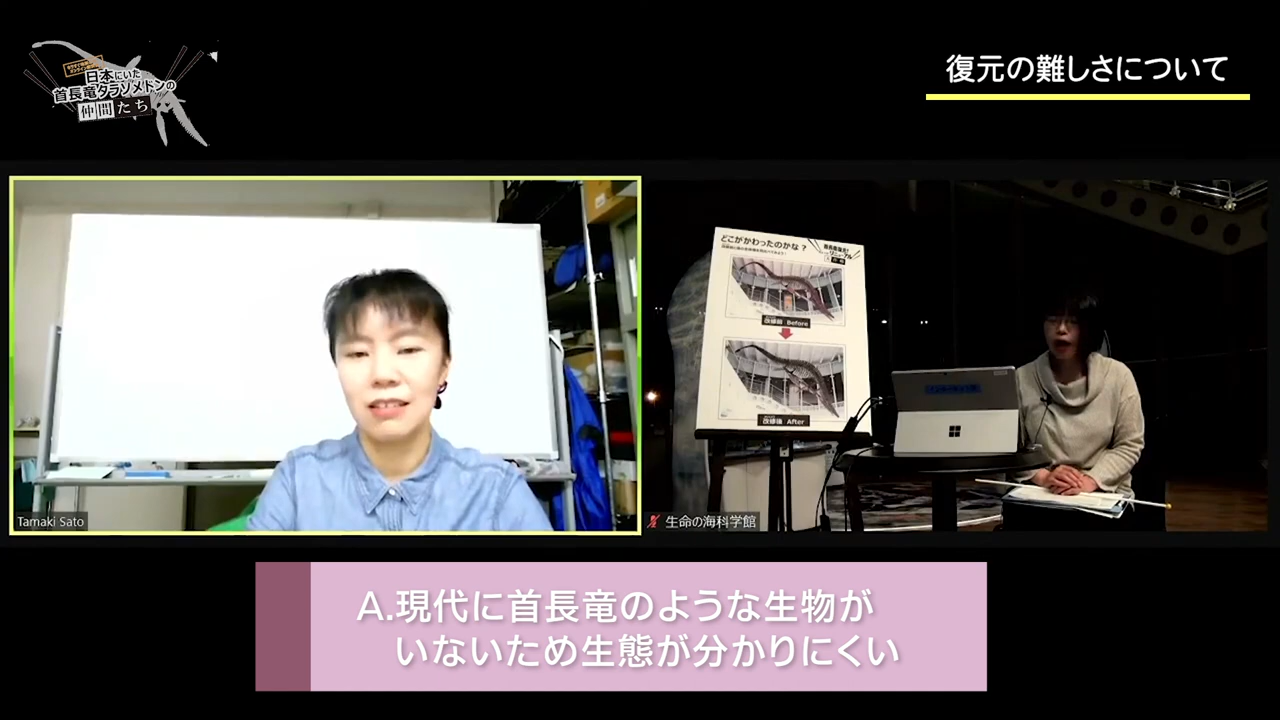 日本にいた
首長竜タラソメドンの
仲間たち
復元の難しさについて
どこがかわったのかな？
改修前 Before
改修後 After
Tamaki Sato
生命の海科学館
A.現代に首長竜のような生物が
いないため生態が分かりにくい